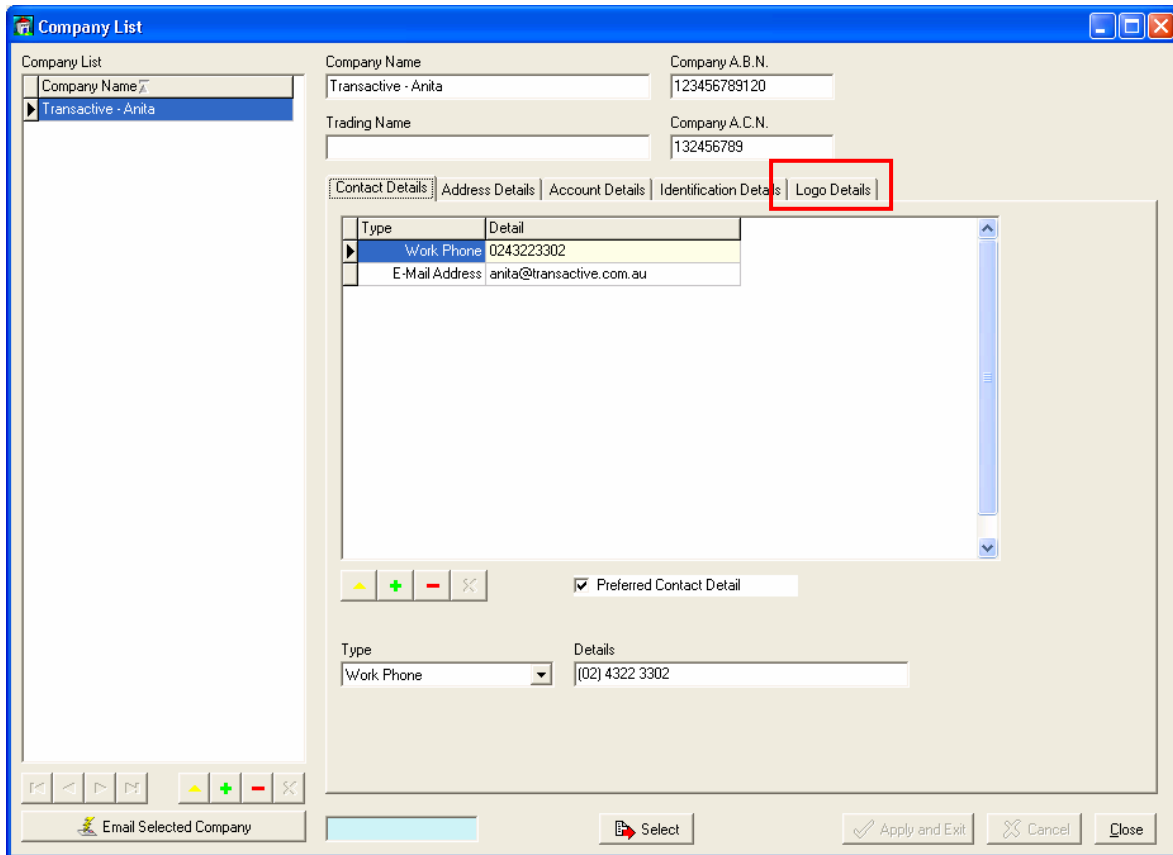 Company List
Company List
Company Name
Transactive - Anita
Email Selected Company
Company Name
Company A.B.N.
Transactive - Anita
123456789120
Trading Name
Company A.C.N.
132456789
Contact Details Address Details Account Details Identification Details Logo Details
Type Detail
Work Phone 0243223302
E-Mail Address anita@transactive.com.au
Preferred Contact Detail
Type Details
Work Phone (02) 4322 3302
Select Apply and Exit Cancel Close